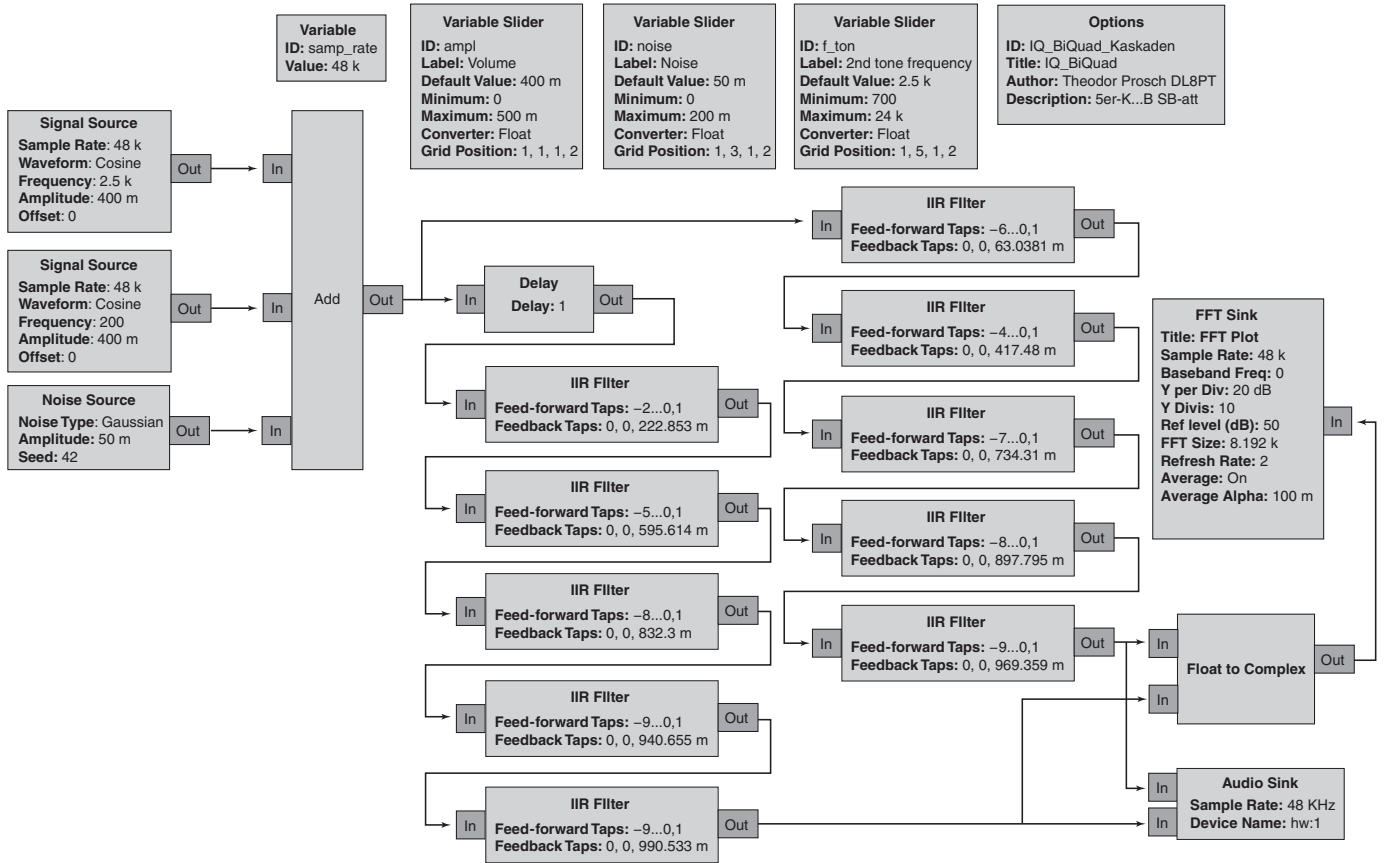 Variable
ID: samp_rate
Value: 48 k
Variable Slider
ID: ampl
Label: Volume
Default Value: 400 m
Minimum: 0
Maximum: 500 m
Converter: Float
Grid Position: 1, 1, 1, 2
Variable Slider
ID: noise
Label: Noise
Default Value: 50 m
Minimum: 0
Maximum: 200 m
Converter: Float
Grid Position: 1, 3, 1, 2
Variable Slider
ID: f_ton
Label: 2nd tone frequency
Default Value: 2.5 k
Minimum: 700
Maximum: 24 k
Converter: Float
Grid Position: 1, 5, 1, 2
Options
ID: IQ_BiQuad_Kaskaden
Title: IQ_BiQuad
Author: Theodor Prosch DL8PT
Description: 5er-K...B SB-att
Signal Source
Sample Rate: 48 k
Waveform: Cosine
Frequency: 2.5 k
Amplitude: 400 m
Offset: 0
Out
In
Signal Source
Sample Rate: 48 k
Waveform: Cosine
Frequency: 200
Amplitude: 400 m
Offset: 0
Out
In
Noise Source
Noise Type: Gaussian
Amplitude: 50 m
Seed: 42
Out
In
Add
Out
In
Delay
Delay: 1
Out
In
IIR FIlter
Feed-forward Taps: −2...0,1
Feedback Taps: 0, 0, 222.853 m
Out
In
IIR FIlter
Feed-forward Taps: −5...0,1
Feedback Taps: 0, 0, 595.614 m
Out
In
IIR FIlter
Feed-forward Taps: −8...0,1
Feedback Taps: 0, 0, 832.3 m
Out
In
IIR FIlter
Feed-forward Taps: −9...0,1
Feedback Taps: 0, 0, 940.655 m
Out
In
IIR FIlter
Feed-forward Taps: −9...0,1
Feedback Taps: 0, 0, 990.533 m
Out
In
IIR FIlter
Feed-forward Taps: −6...0,1
Feedback Taps: 0, 0, 63.0381 m
Out
In
IIR FIlter
Feed-forward Taps: −4...0,1
Feedback Taps: 0, 0, 417.48 m
Out
In
IIR FIlter
Feed-forward Taps: −7...0,1
Feedback Taps: 0, 0, 734.31 m
Out
In
IIR FIlter
Feed-forward Taps: −8...0,1
Feedback Taps: 0, 0, 897.795 m
Out
In
IIR FIlter
Feed-forward Taps: −9...0,1
Feedback Taps: 0, 0, 969.359 m
Out
FFT Sink
Title: FFT Plot
Sample Rate: 48 k
Baseband Freq: 0
Y per Div: 20 dB
Y Divis: 10
Ref level (dB): 50
FFT Size: 8.192 k
Refresh Rate: 2
Average: On
Average Alpha: 100 m
In
In
In
Float to Complex
Out
In
In
Audio Sink
Sample Rate: 48 KHz
Device Name: hw:1